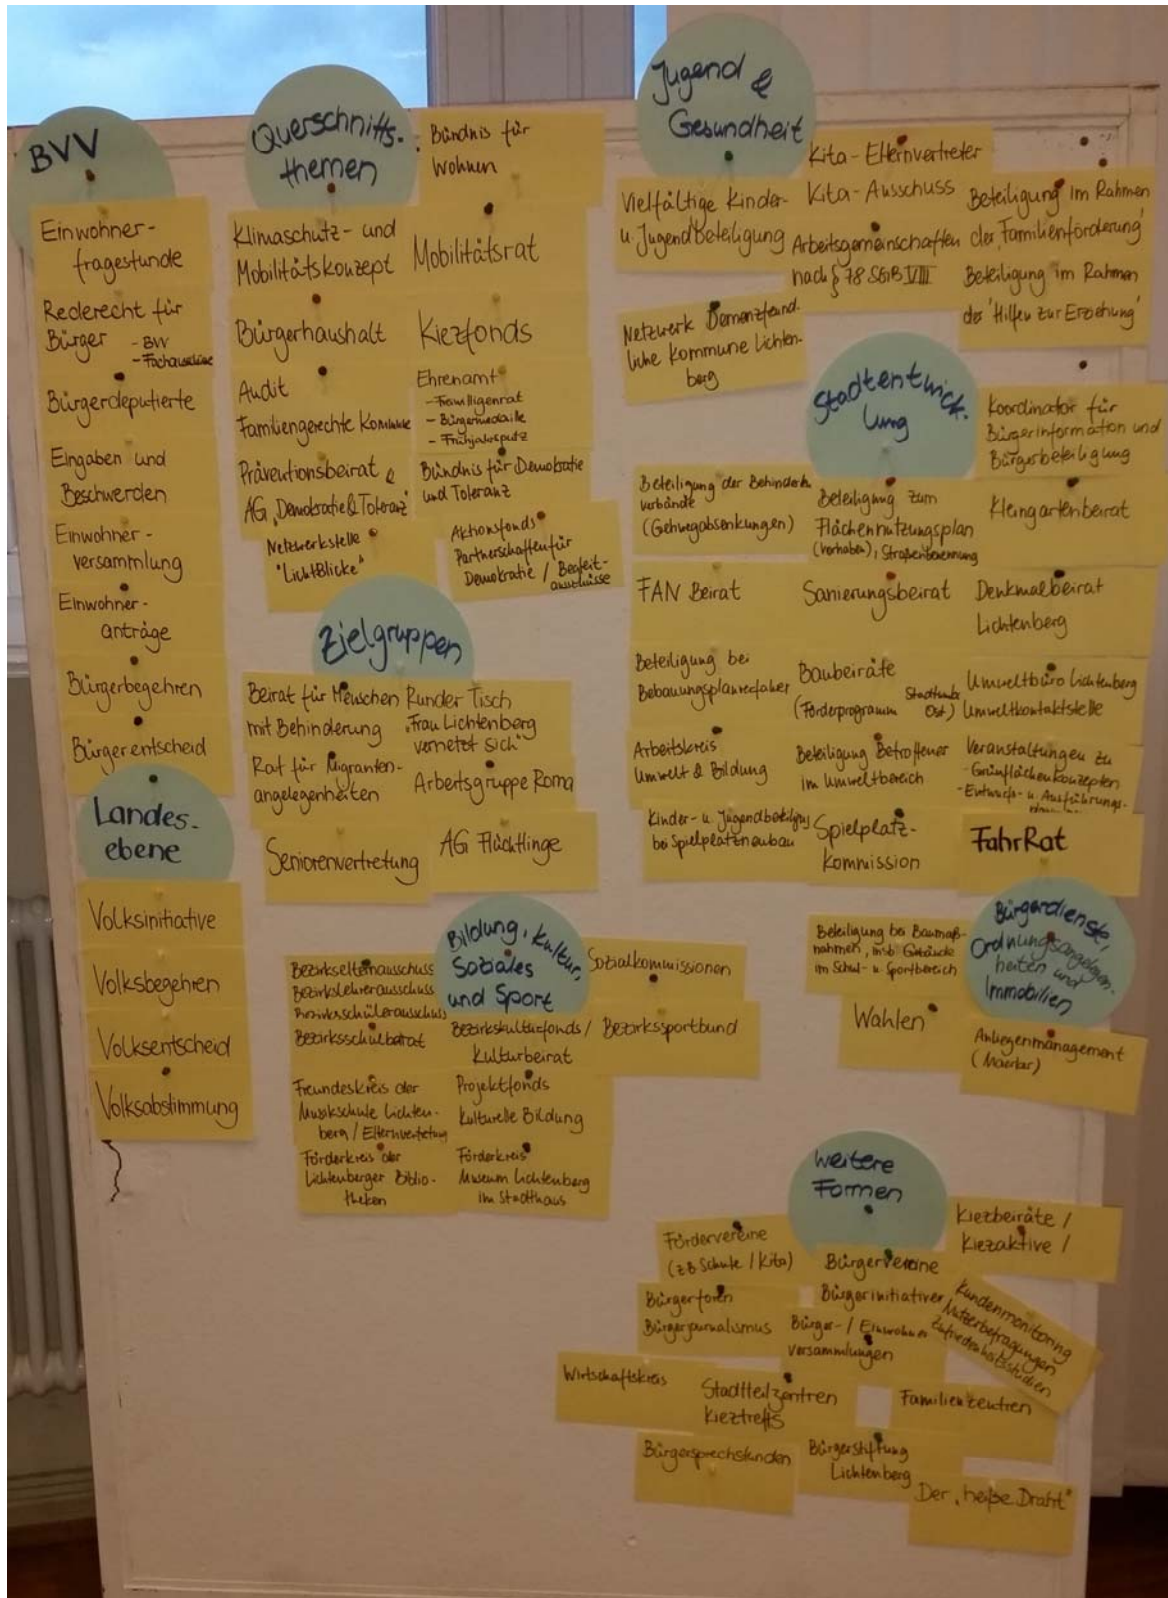 BVV
Einwohner-
fragestunde
Rederecht für
Bürger - BVV
- Fachausschüsse
Bürgerdeputierte
Eingaben und
Beschwerden
Einwohner-
versammlung
Einwohner-
anträge
Bürgerbegehren
Bürgerentscheid
Landes-
ebene
Volksinitiative
Volksbegehren
Volksentscheid
Volksabstimmung
Querschnitts-
themen
Bündnis für
Wohnen
Klimaschutz- und
Mobilitätskonzept
Mobilitätsrat
Bürgerhaushalt
Kiezfonds
Audit
Familiengerechte Kommune
Ehrenamt
- Freiwilligenrat
- Bürgermedaille
- Frühjahrsputz
Präventionsbeirat &
AG „Demokratie & Toleranz"
Bündnis für Demokratie
und Toleranz
Netzwerkstelle
"Lichtblicke"
Aktionsfonds
Partnerschaften für
Demokratie / Begleit-
ausschüsse
Zielgruppen
Beirat für Menschen
mit Behinderung
Runder Tisch
„Frau Lichtenberg
vernetzt sich"
Rat für Migranten-
angelegenheiten
Arbeitsgruppe Roma
Seniorenvertretung
AG Flüchtlinge
Bildung, Kultur,
Soziales
und Sport
Bezirkselternausschuss
Bezirkslehrerausschuss
Bezirksschülerausschuss
Bezirksschulbeirat
Sozialkommissionen
Bezirkskulturfonds /
Kulturbeirat
Bezirkssportbund
Freundeskreis der
Musikschule Lichten-
berg / Elternvertretung
Projektfonds
Kulturelle Bildung
Förderkreis der
Lichtenberger Biblio-
theken
Förderkreis
Museum Lichtenberg
im Stadthaus
Jugend &
Gesundheit
Vielfältige Kinder-
u. Jugendbeteiligung
Kita-Elternvertreter
Kita-Ausschuss
Arbeitsgemeinschaften
nach § 78 SGB VIII
Beteiligung im Rahmen
der 'Familienförderung'
Beteiligung im Rahmen
der 'Hilfen zur Erziehung'
Netzwerk Demenzfreund-
liche Kommune Lichten-
berg
Stadtentwick-
lung
Koordinator für
Bürgerinformation und
Bürgerbeteiligung
Beteiligung der Behinderten
verbände
(Gehwegabsenkungen)
Beteiligung zum
Flächennutzungsplan
(Vorhaben), Straßenbenennung
Kleingartenbeirat
FAN Beirat
Sanierungsbeirat
Denkmalbeirat
Lichtenberg
Beteiligung bei
Bebauungsplanverfahren
Baubeiräte
(Förderprogramm Stadtumbau Ost)
Umweltbüro Lichtenberg
Umweltkontaktstelle
Arbeitskreis
Umwelt & Bildung
Beteiligung Betroffener
im Umweltbereich
Veranstaltungen zu
- Grünflächenkonzepten
- Entwurfs- u. Ausführungs-
Kinder- u. Jugendbeteiligung
bei Spielplatzneubau
Spielplatz-
kommission
FahrRat
Bürgerdienste,
Ordnungsangelegen-
heiten und
Immobilien
Beteiligung bei Baumaß-
nahmen, insb. Gebäude
im Schul- u. Sportbereich
Wahlen
Anliegenmanagement
(Maerker)
weitere
Formen
Fördervereine
(z B Schule / Kita)
Bürgervereine
Bürgerinitiativen
Kiezbeiräte /
Kiezaktive /
Bürgerforen
Bürgerjournalismus
Bürger- / Einwohner
versammlungen
Kundenmonitoring
Nutzerbefragungen
Zufriedenheitsstudien
Wirtschaftskreis
Stadtteilzentren
Kieztreffs
Familienzentren
Bürgersprechstunden
Bürgerstiftung
Lichtenberg
Der „heiße Draht"